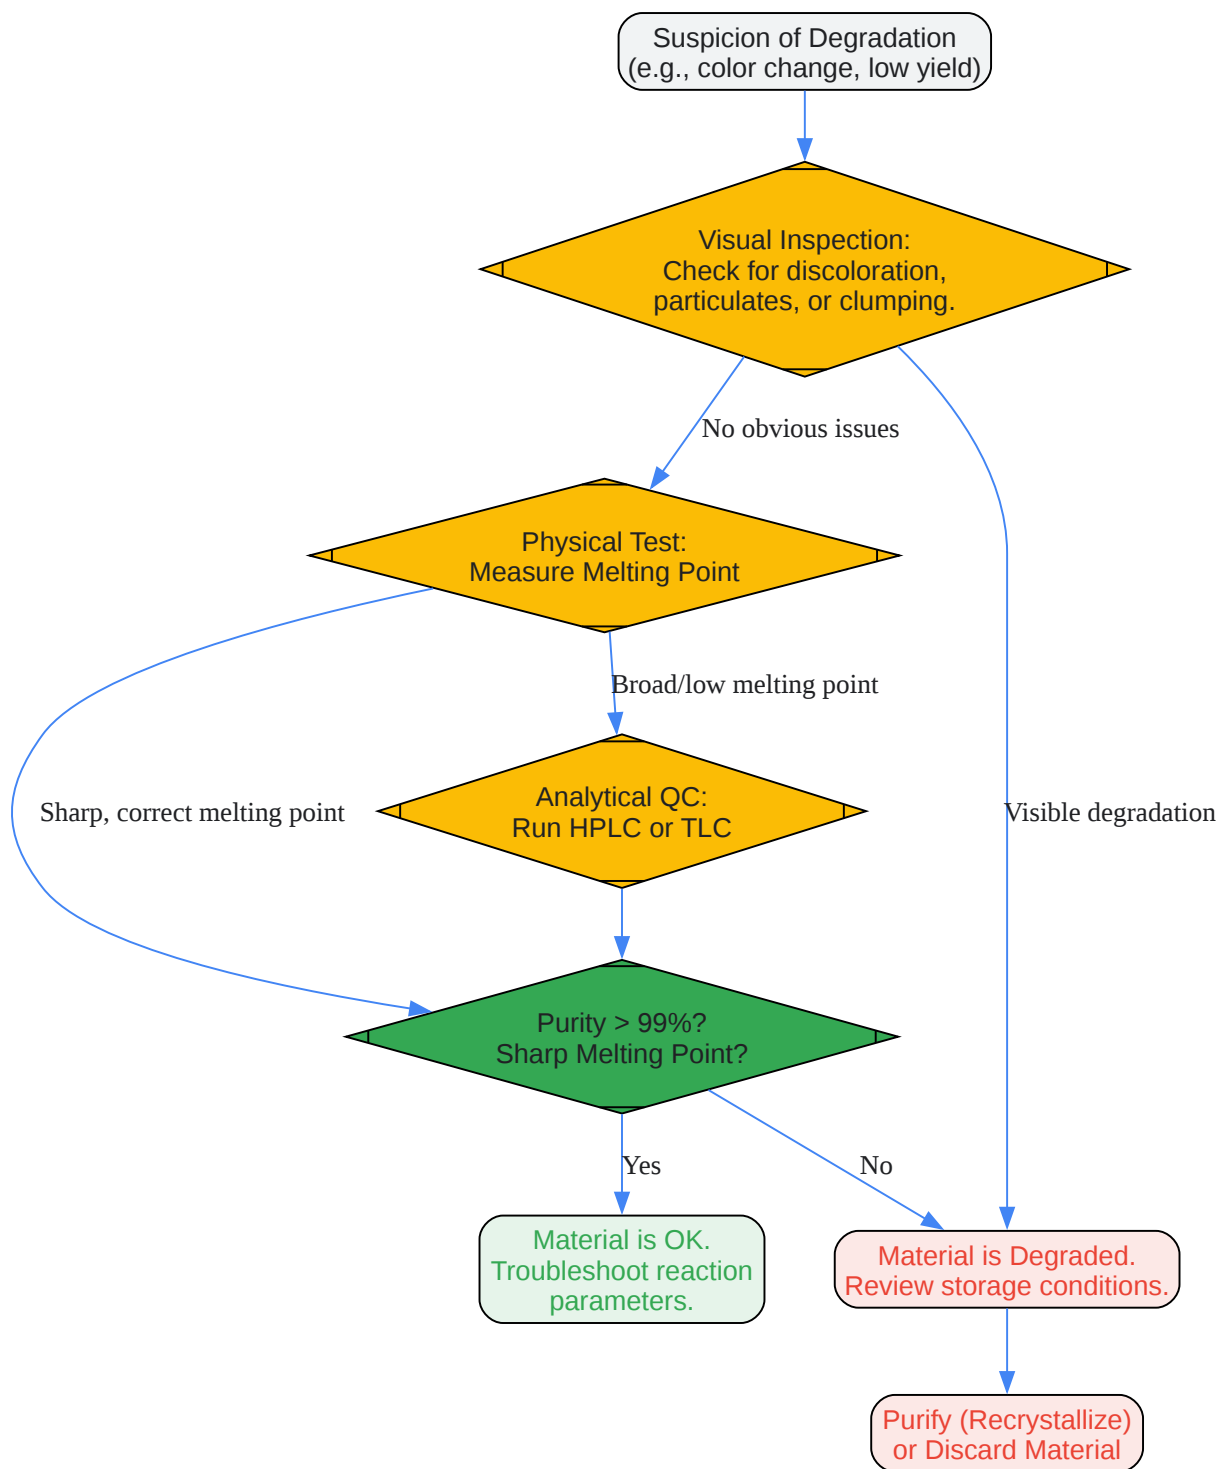 Suspicion of Degradation
(e.g., color change, low yield)
Visual Inspection:
Check for discoloration,
particulates, or clumping.
No obvious issues
Physical Test:
Measure Melting Point
Broad/low melting point
Sharp, correct melting point
Analytical QC:
Run HPLC or TLC
Visible degradation
Purity > 99%?
Sharp Melting Point?
Yes
No
Material is OK.
Troubleshoot reaction
parameters.
Material is Degraded.
Review storage conditions.
Purify (Recrystallize)
or Discard Material